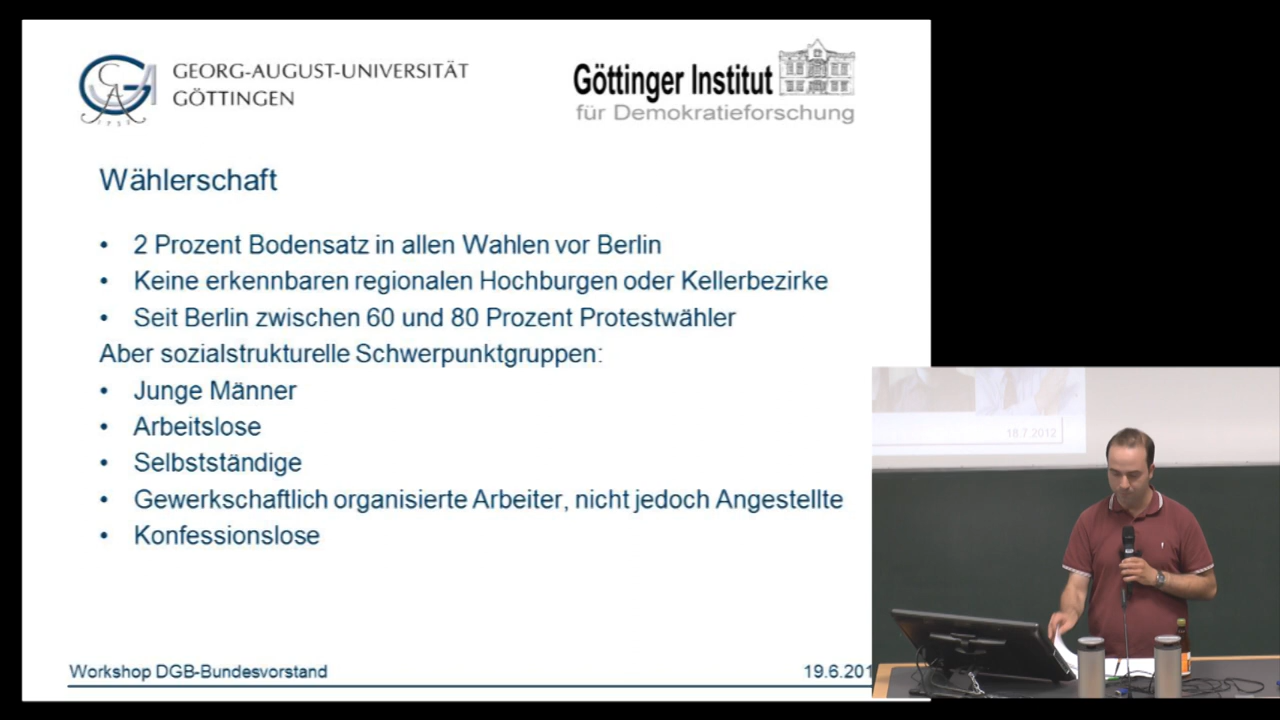 GEORG-AUGUST-UNIVERSITÄT
GÖTTINGEN
Göttinger Institut
für Demokratieforschung
Wählerschaft
• 2 Prozent Bodensatz in allen Wahlen vor Berlin
• Keine erkennbaren regionalen Hochburgen oder Kellerbezirke
• Seit Berlin zwischen 60 und 80 Prozent Protestwähler
Aber sozialstrukturelle Schwerpunktgruppen:
• Junge Männer
• Arbeitslose
• Selbstständige
• Gewerkschaftlich organisierte Arbeiter, nicht jedoch Angestellte
• Konfessionslose
Workshop DGB-Bundesvorstand
19.6.201
18.7.2012